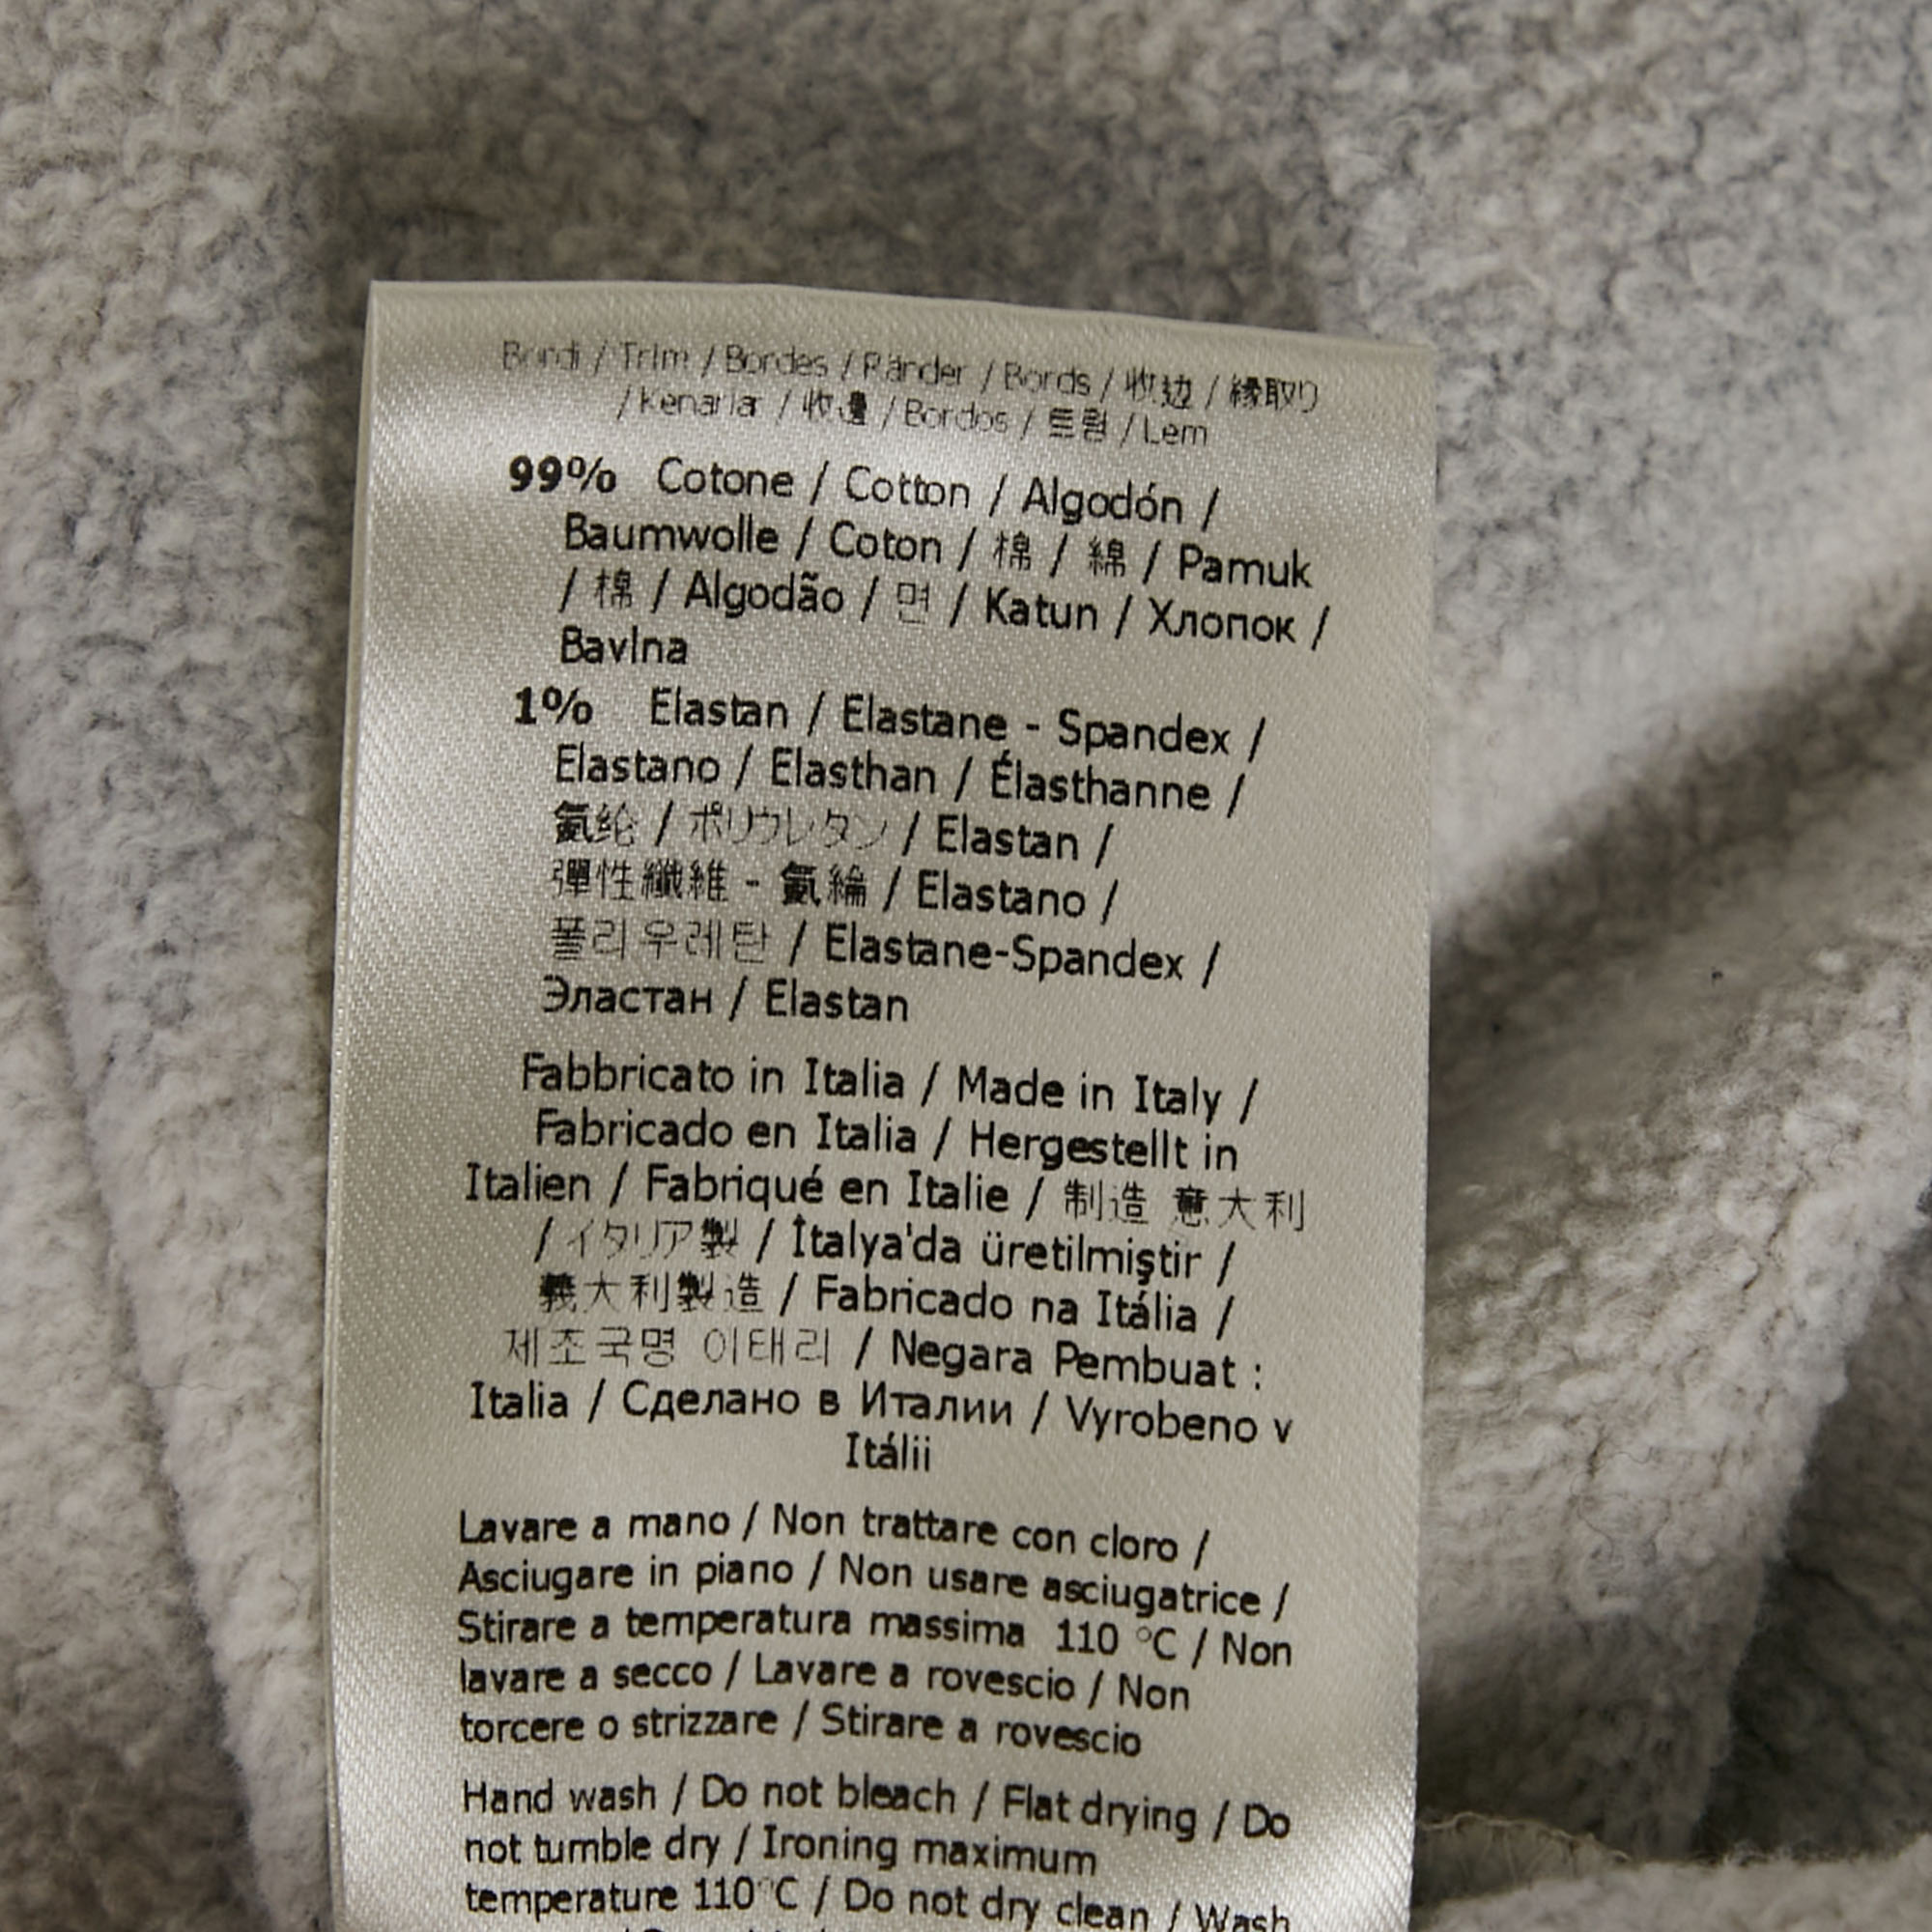 Bordi / Trim / Bordes / Ränder / Bords / 收边 / 縁取り
/ Kenarlar / 收邊 / Bordos / 트림 / Lem
99% Cotone / Cotton / Algodón /
Baumwolle / Coton / 棉 / 綿 / Pamuk
/ 棉 / Algodão / 면 / Katun / Хлопок /
Bavlna
1% Elastan / Elastane - Spandex /
Elastano / Elasthan / Élasthanne /
氨纶 / ポリウレタン / Elastan /
彈性纖維 - 氨綸 / Elastano /
폴리우레탄 / Elastane-Spandex /
Эластан / Elastan
Fabbricato in Italia / Made in Italy /
Fabricado en Italia / Hergestellt in
Italien / Fabriqué en Italie / 制造 意大利
/ イタリア製 / İtalya'da üretilmiştir /
義大利製造 / Fabricado na Itália /
제조국명 이태리 / Negara Pembuat :
Italia / Сделано в Италии / Vyrobeno v
Itálii
Lavare a mano / Non trattare con cloro /
Asciugare in piano / Non usare asciugatrice /
Stirare a temperatura massima 110 °C / Non
lavare a secco / Lavare a rovescio / Non
torcere o strizzare / Stirare a rovescio
Hand wash / Do not bleach / Flat drying / Do
not tumble dry / Ironing maximum
temperature 110°C / Do not dry clean / Wash